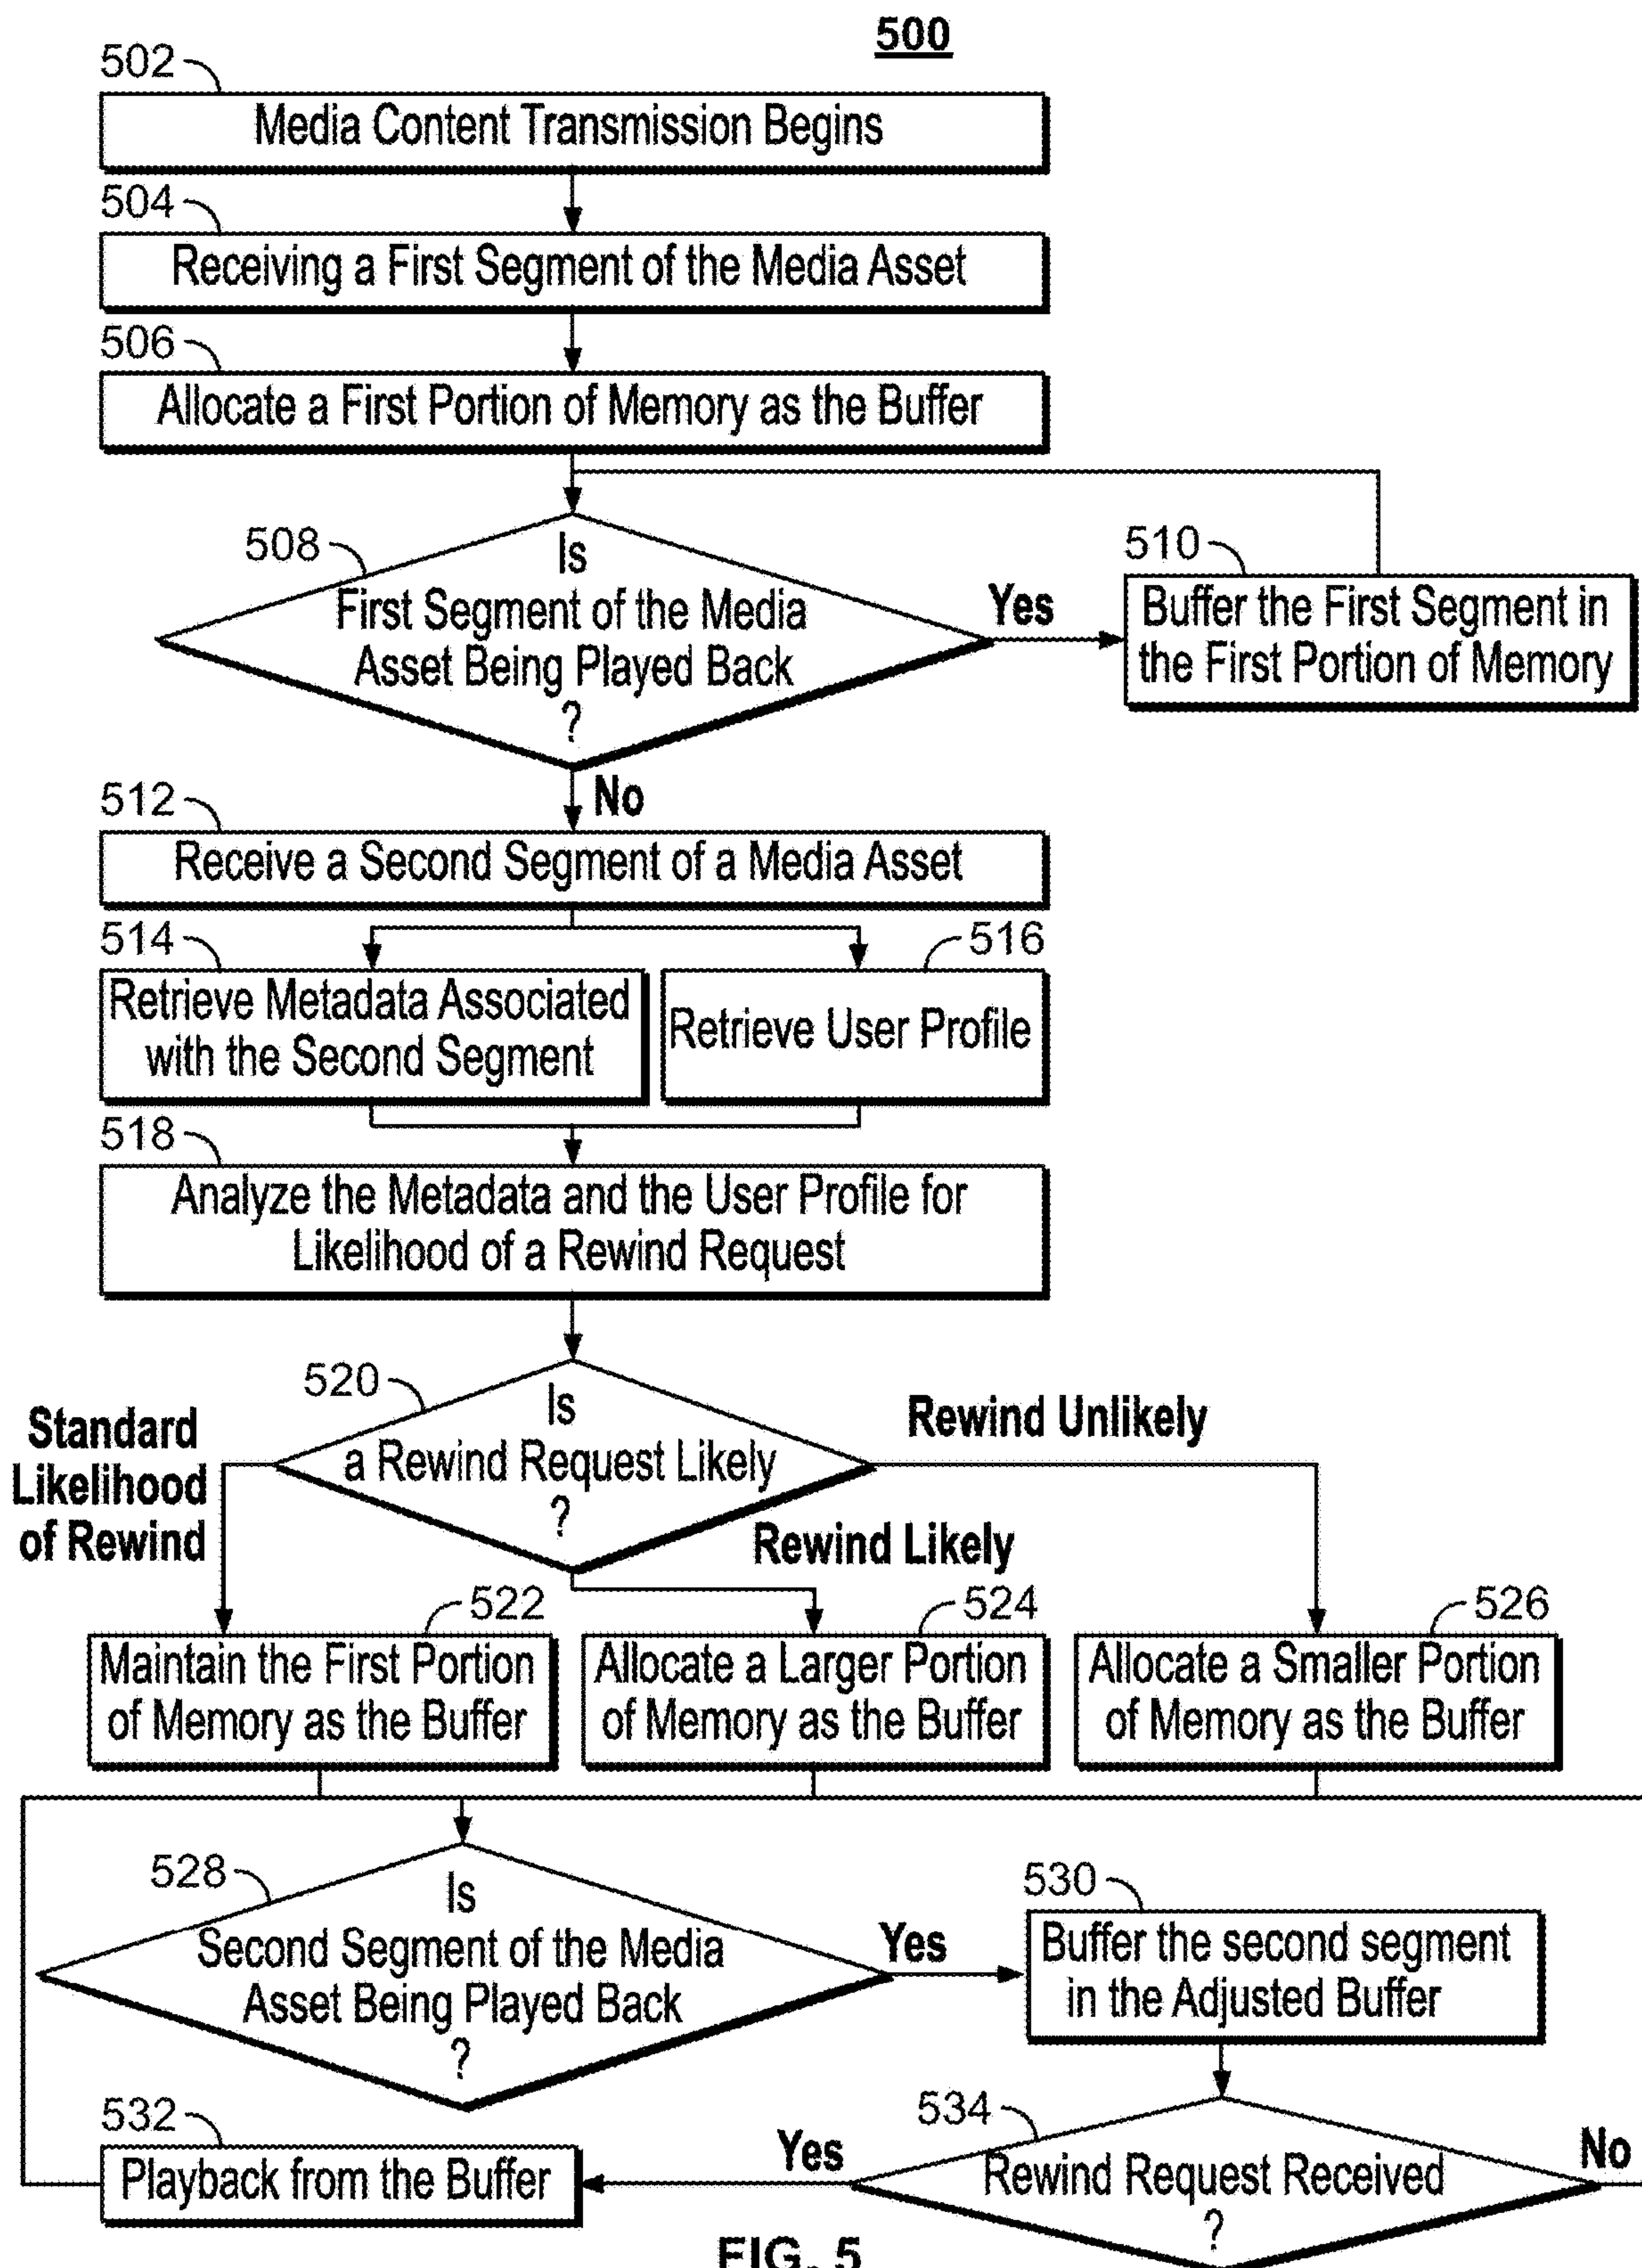 500
502
Media Content Transmission Begins
504
Receiving a First Segment of the Media Asset
506
Allocate a First Portion of Memory as the Buffer
508
Is
First Segment of the Media
Asset Being Played Back
?
Yes
510
Buffer the First Segment in
the First Portion of Memory
No
512
Receive a Second Segment of a Media Asset
514
Retrieve Metadata Associated
with the Second Segment
516
Retrieve User Profile
518
Analyze the Metadata and the User Profile for
Likelihood of a Rewind Request
520
Is
a Rewind Request Likely
?
Standard
Likelihood
of Rewind
Rewind Likely
Rewind Unlikely
522
Maintain the First Portion
of Memory as the Buffer
524
Allocate a Larger Portion
of Memory as the Buffer
526
Allocate a Smaller Portion
of Memory as the Buffer
528
Is
Second Segment of the Media
Asset Being Played Back
?
Yes
530
Buffer the second segment
in the Adjusted Buffer
532
Playback from the Buffer
Yes
534
Rewind Request Received
?
No
FIG. 5